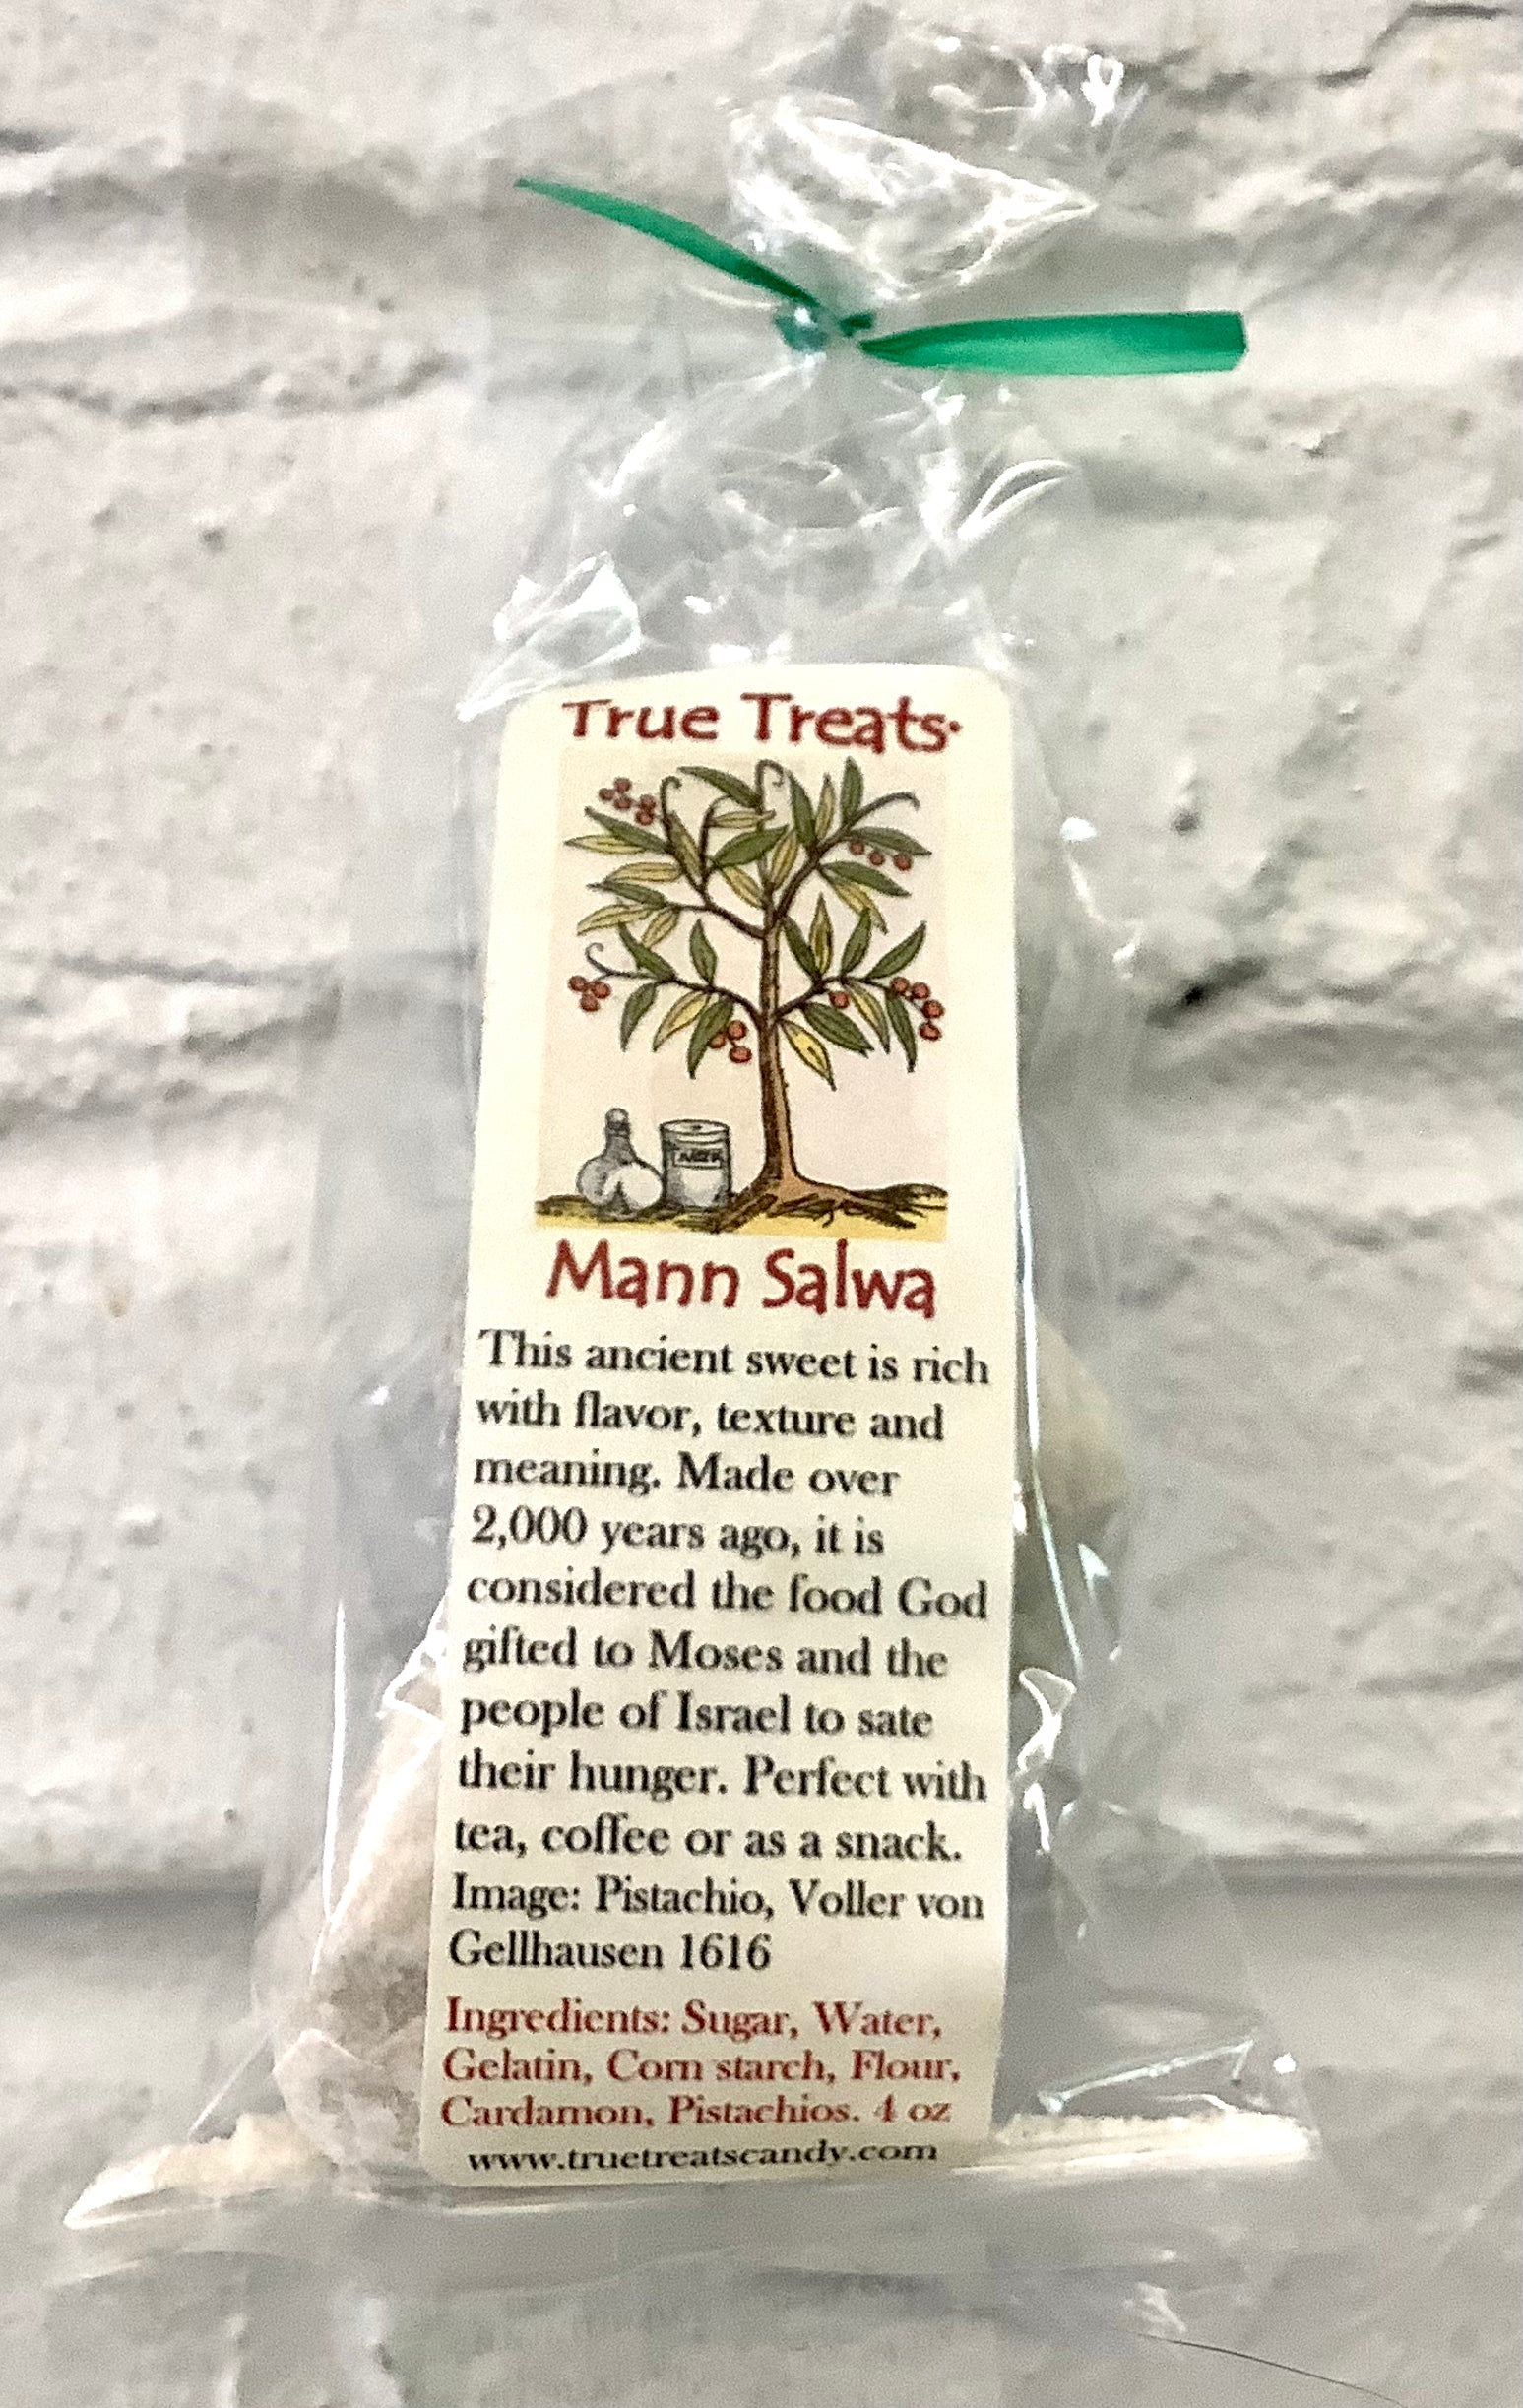 True Treats
Mann Salwa
This ancient sweet is rich
with flavor, texture and
meaning. Made over
2,000 years ago, it is
considered the food God
gifted to Moses and the
people of Israel to sate
their hunger. Perfect with
tea, coffee or as a snack.
Image: Pistachio, Voller von
Gellhausen 1616
Ingredients: Sugar, Water,
Gelatin, Corn starch, Flour,
Cardamon, Pistachios. 4 oz
www.truetreatscandy.com